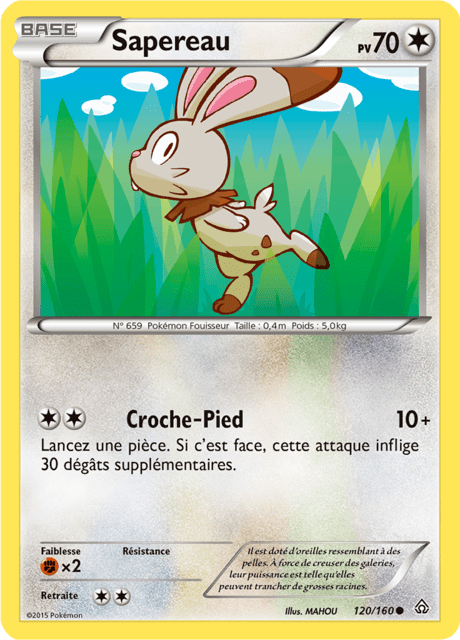 BASE
Sapereau
PV70
N° 659 Pokémon Fouisseur Taille : 0,4m Poids : 5,0kg
Croche-Pied 10+
Lancez une pièce. Si c'est face, cette attaque inflige
30 dégâts supplémentaires.
Faiblesse Résistance
×2
Retraite
Il est doté d'oreilles ressemblant à des
pelles. À force de creuser des galeries,
leur puissance est telle qu'elles
peuvent trancher de grosses racines.
©2015 Pokémon
Illus. MAHOU 120/160